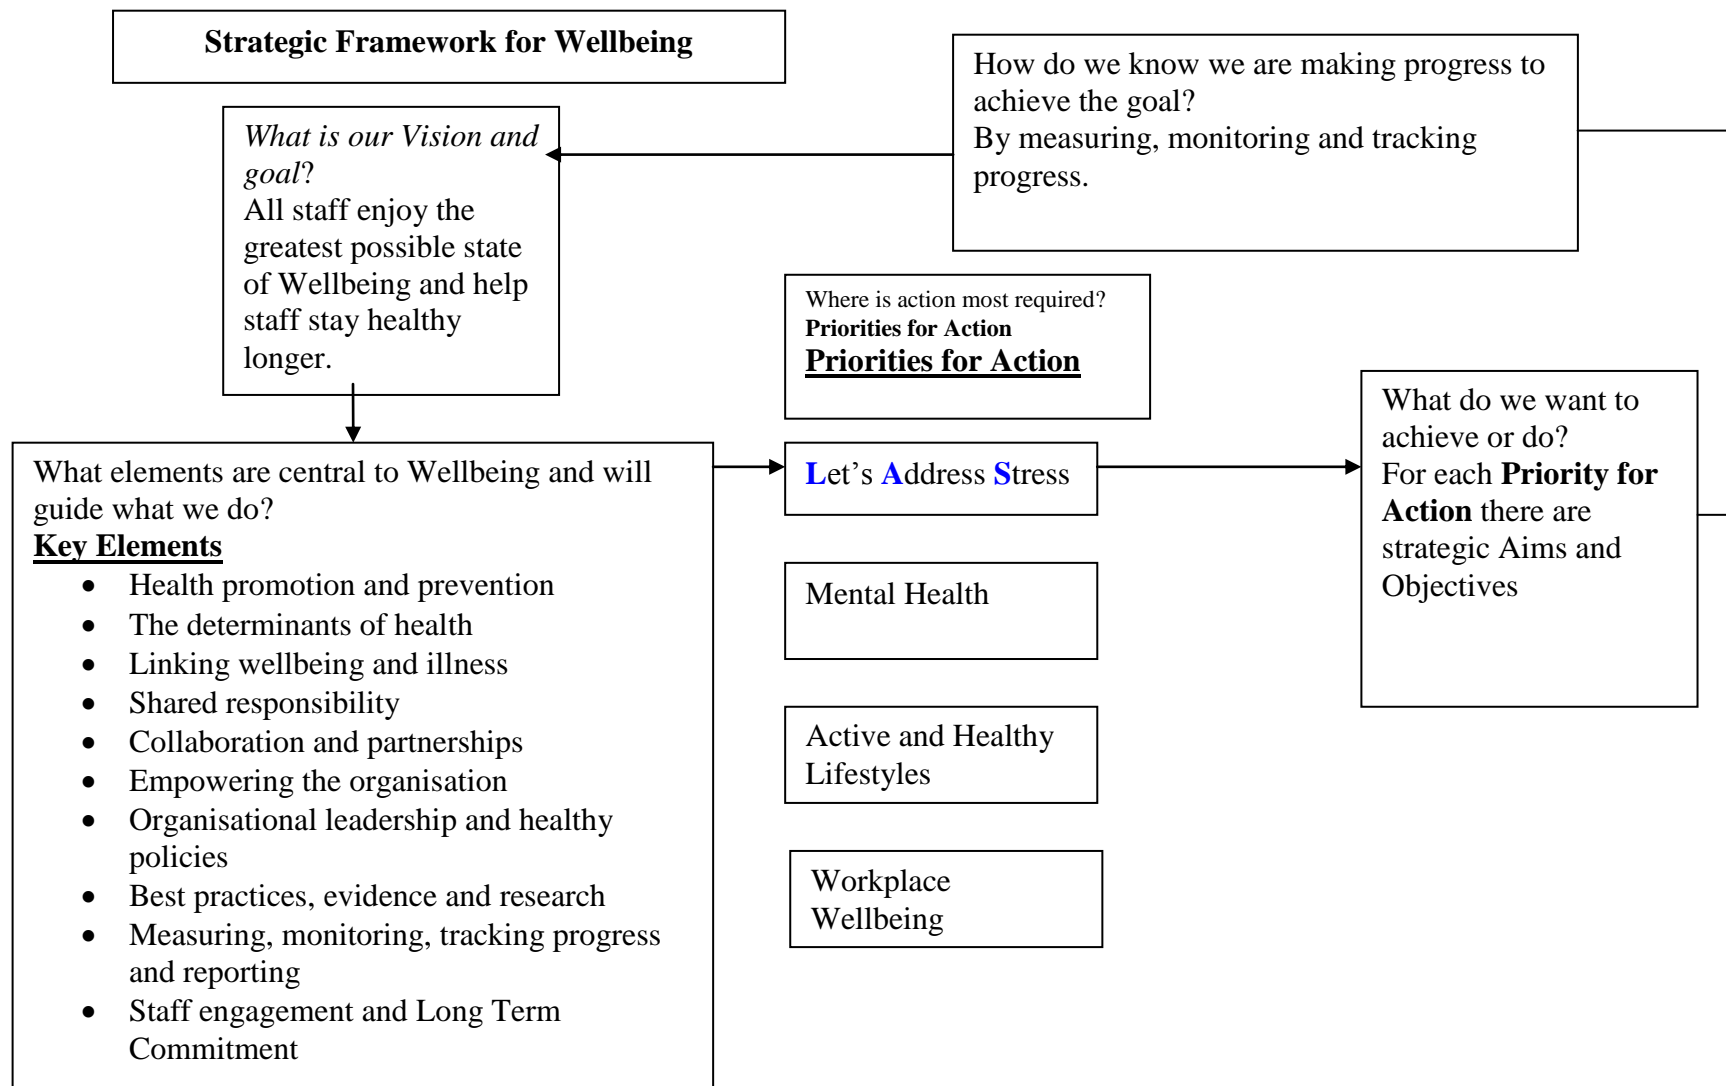 Strategic Framework for Wellbeing
How do we know we are making progress to
achieve the goal?
By measuring, monitoring and tracking
progress.
What is our Vision and
goal?
All staff enjoy the
greatest possible state
of Wellbeing and help
staff stay healthy
longer.
Where is action most required?
Priorities for Action
Priorities for Action
What elements are central to Wellbeing and will
guide what we do?
Key Elements
• Health promotion and prevention
• The determinants of health
• Linking wellbeing and illness
• Shared responsibility
• Collaboration and partnerships
• Empowering the organisation
• Organisational leadership and healthy
policies
• Best practices, evidence and research
• Measuring, monitoring, tracking progress
and reporting
• Staff engagement and Long Term
Commitment
Let’s Address Stress
Mental Health
Active and Healthy
Lifestyles
Workplace
Wellbeing
What do we want to
achieve or do?
For each Priority for
Action there are
strategic Aims and
Objectives